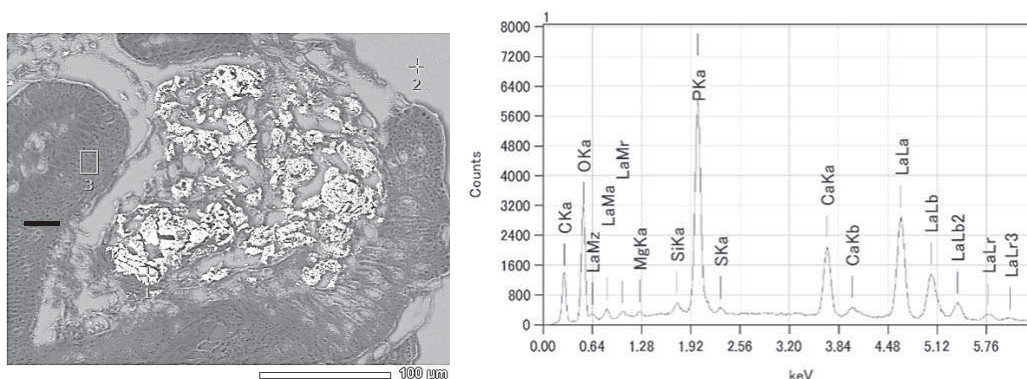 2
3
1
100 μm
1
8000
7200
6400
5600
4800
4000
3200
2400
1600
800
0
Counts
CKa
OKa
LaMz
LaMa
LaMr
MgKa
SiKa
PKa
SKa
CaKa
CaKb
LaLa
LaLb
LaLb2
LaLr
LaLr3
0.00 0.64 1.28 1.92 2.56 3.20 3.84 4.48 5.12 5.76
keV